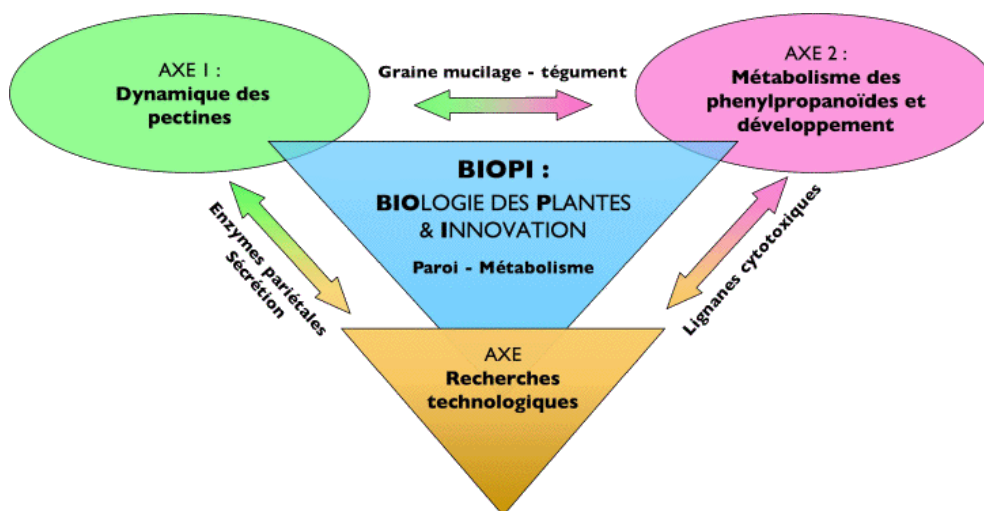 AXE 1 :
Dynamique des
pectines
Graine mucilage - tégument
AXE 2 :
Métabolisme des
phenylpropanoïdes et
développement
BIOPI :
BIOLOGIE DES PLANTES
& INNOVATION
Paroi - Métabolisme
Enzymes pariétales
Sécrétion
Lignanes cytotoxiques
AXE
Recherches
technologiques